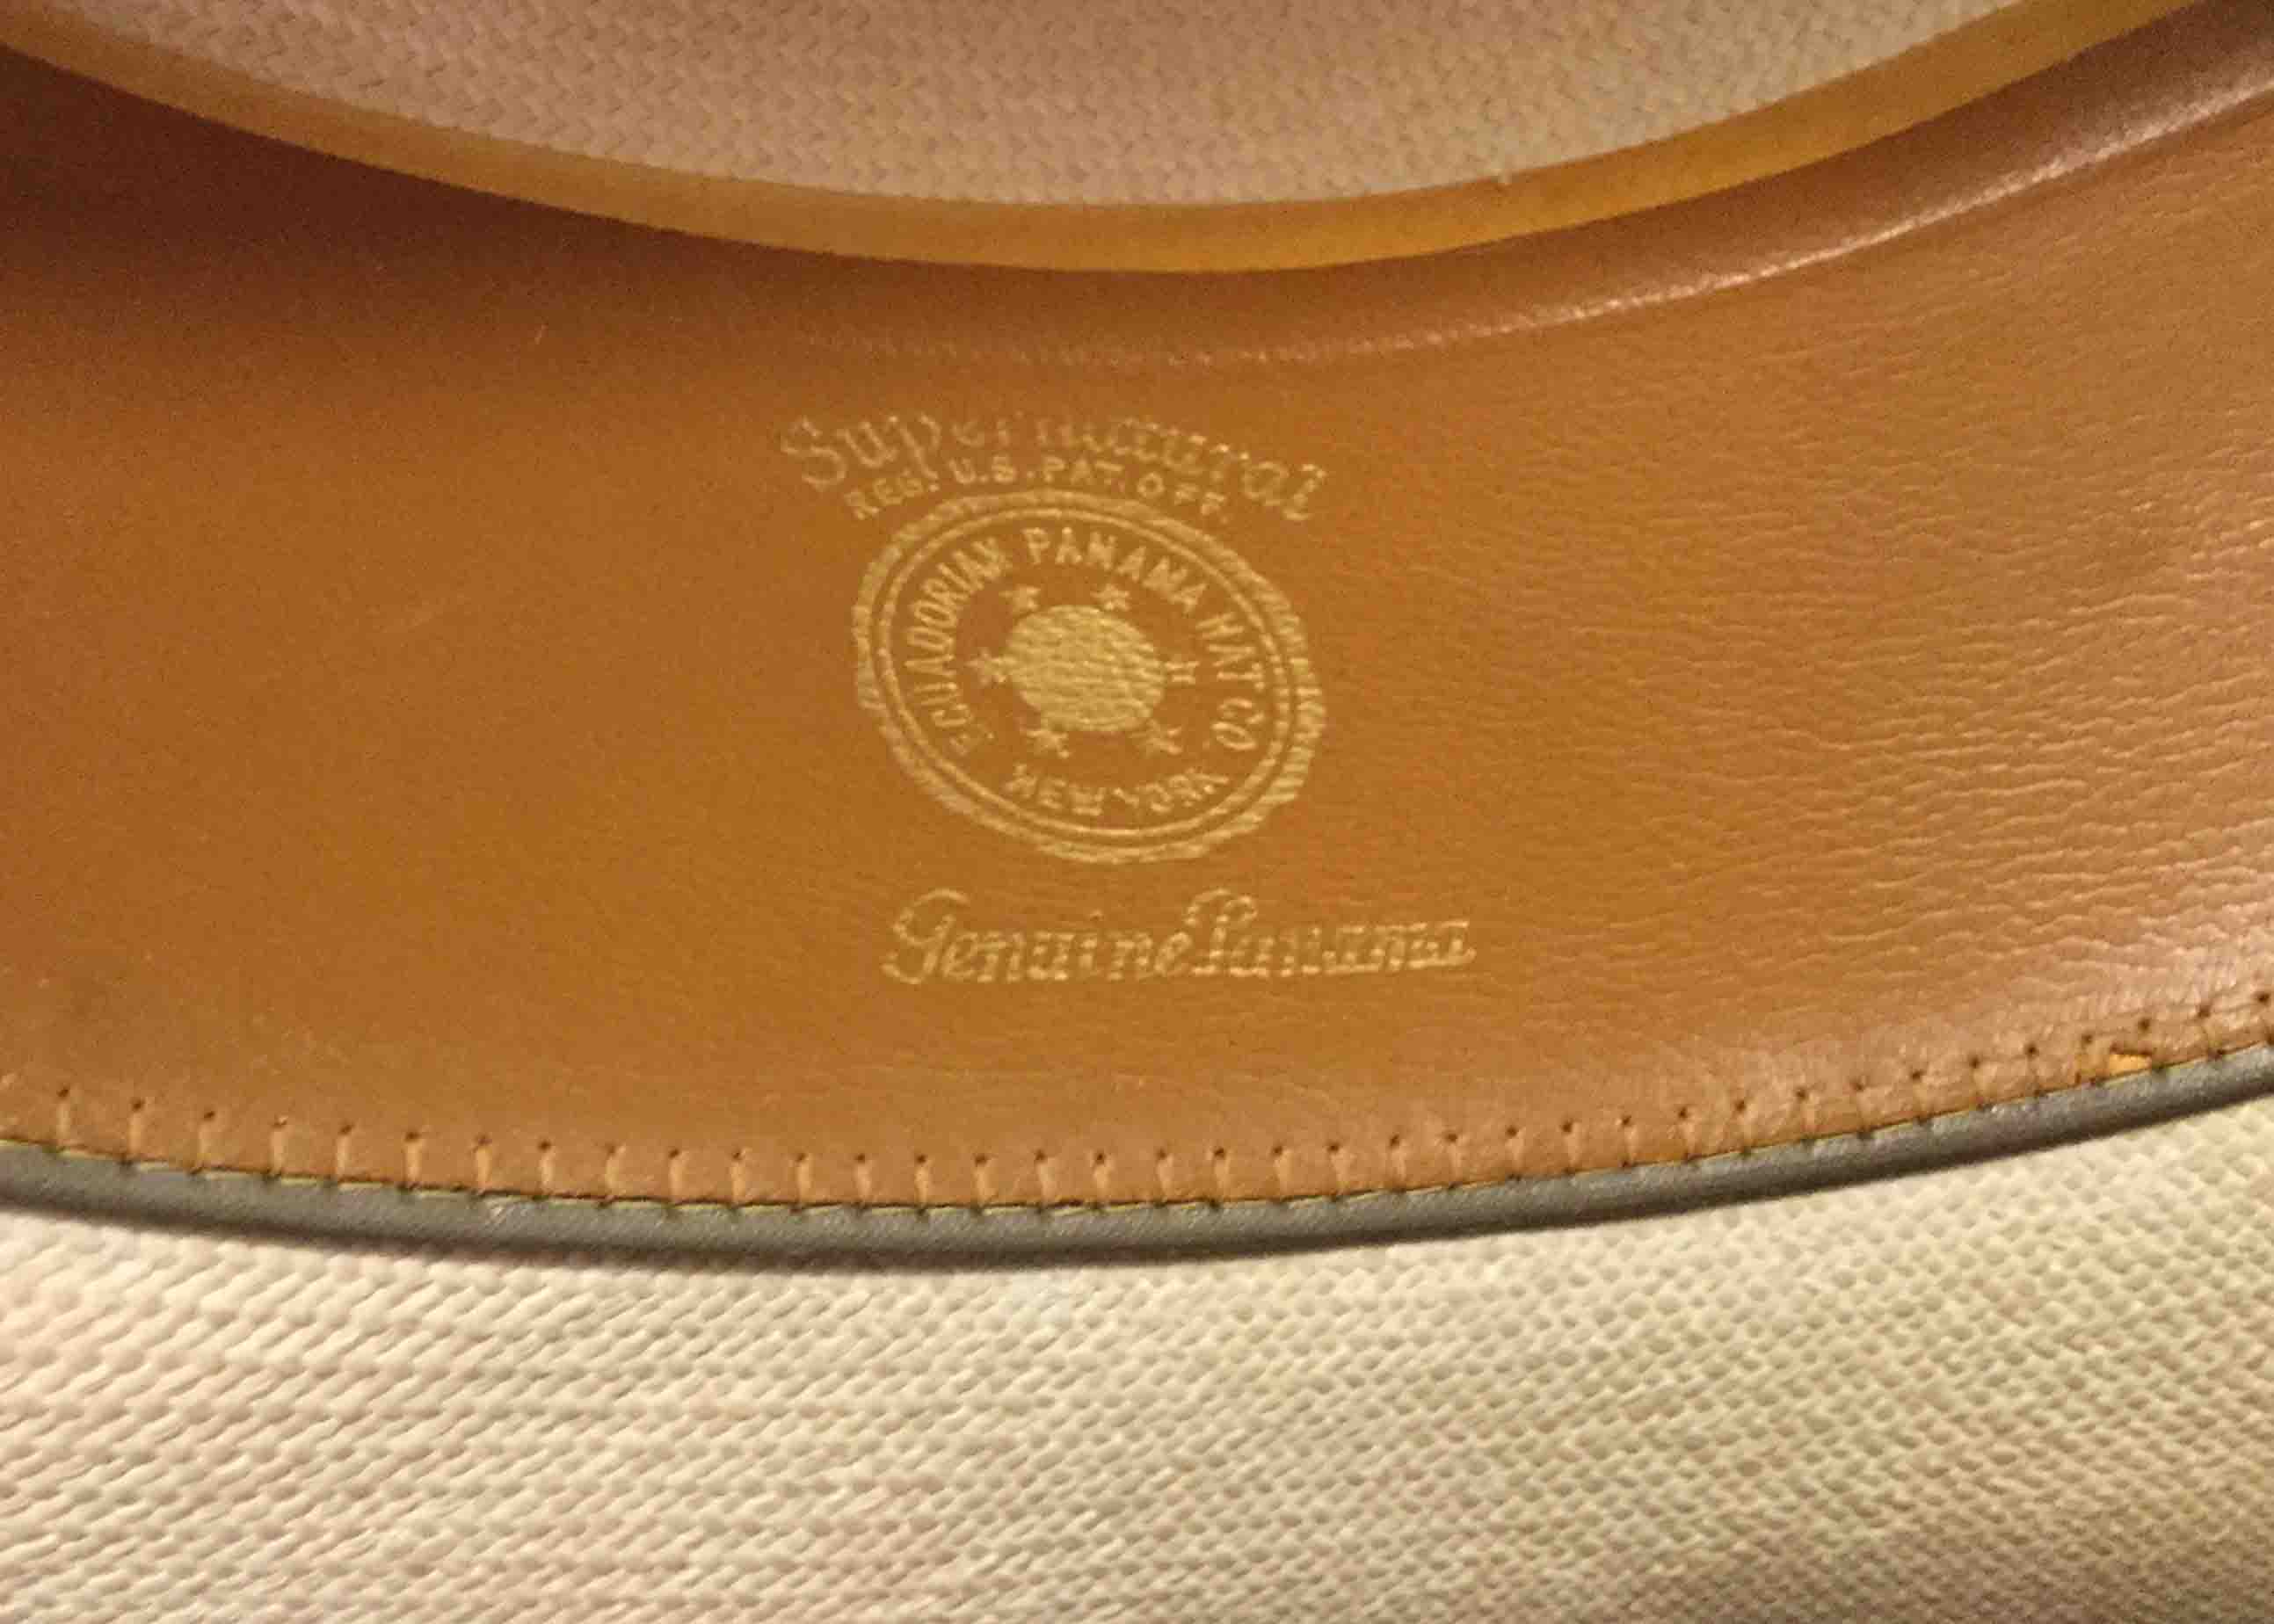 Supernatural
REG. U.S. PAT. OFF.
ECUADORIAN PANAMA HAT CO.
NEW YORK
Genuine Panama